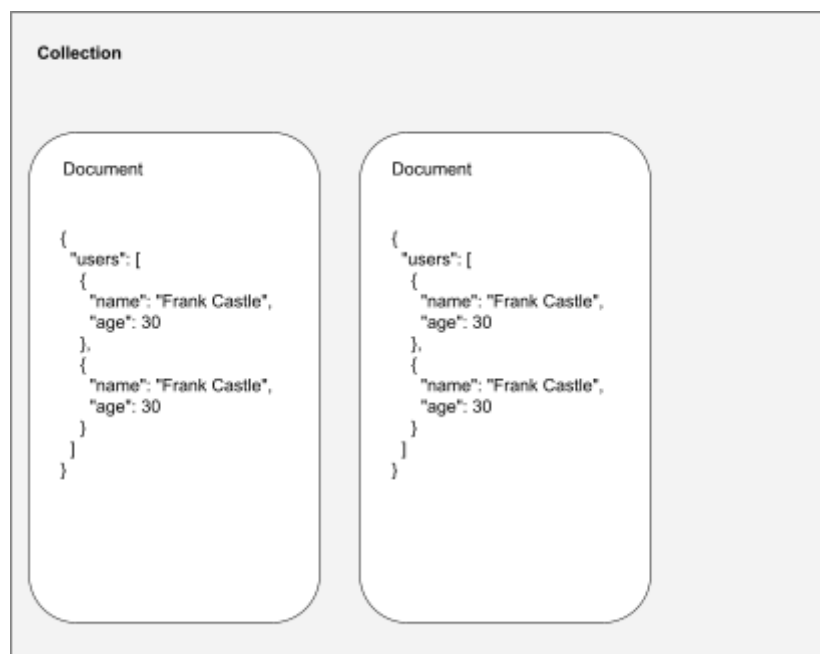 Collection
Document
{
"users": [
{
"name": "Frank Castle",
"age": 30
},
{
"name": "Frank Castle",
"age": 30
}
]
}
Document
{
"users": [
{
"name": "Frank Castle",
"age": 30
},
{
"name": "Frank Castle",
"age": 30
}
]
}